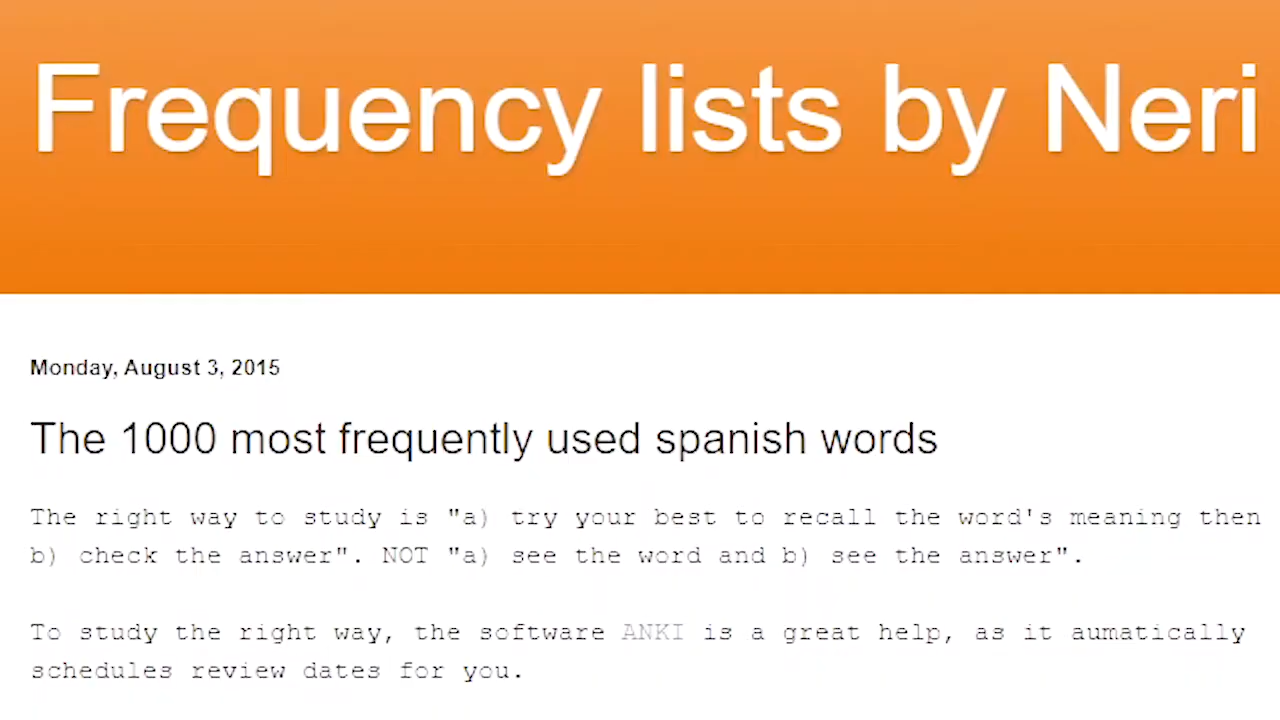 Frequency lists by Neri
Monday, August 3, 2015
The 1000 most frequently used spanish words
The right way to study is "a) try your best to recall the word's meaning then
b) check the answer". NOT "a) see the word and b) see the answer".
To study the right way, the software ANKI is a great help, as it aumatically
schedules review dates for you.